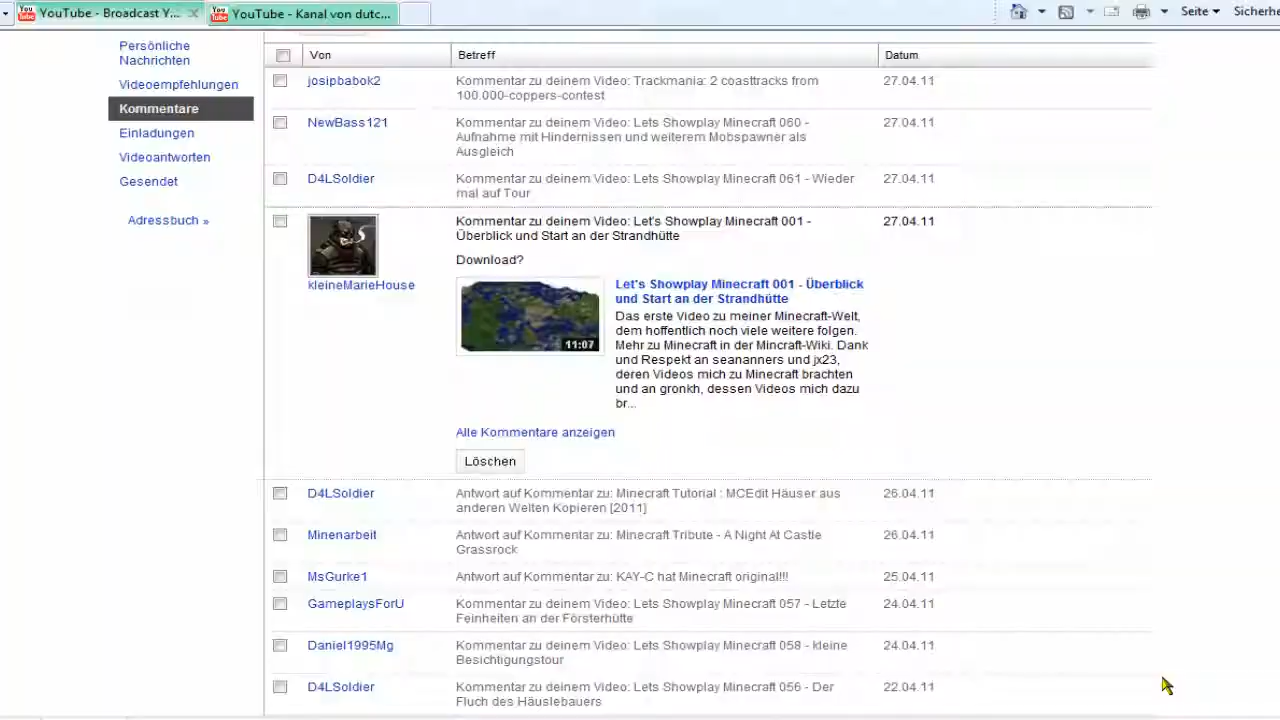 YouTube - Broadcast Y...
YouTube - Kanal von dutc...
Seite
Sicherhe
Persönliche
Nachrichten
Videoempfehlungen
Kommentare
Einladungen
Videoantworten
Gesendet
Adressbuch »
Von
Betreff
Datum
josipbabok2
Kommentar zu deinem Video: Trackmania: 2 coasttracks from
100.000-coppers-contest
27.04.11
NewBass121
Kommentar zu deinem Video: Lets Showplay Minecraft 060 -
Aufnahme mit Hindernissen und weiterem Mobspawner als
Ausgleich
27.04.11
D4LSoldier
Kommentar zu deinem Video: Lets Showplay Minecraft 061 - Wieder
mal auf Tour
27.04.11
kleineMarieHouse
Kommentar zu deinem Video: Let's Showplay Minecraft 001 -
Überblick und Start an der Strandhütte
27.04.11
Download?
11:07
Let's Showplay Minecraft 001 - Überblick
und Start an der Strandhütte
Das erste Video zu meiner Minecraft-Welt,
dem hoffentlich noch viele weitere folgen.
Mehr zu Minecraft in der Mincraft-Wiki. Dank
und Respekt an seananners und jx23,
deren Videos mich zu Minecraft brachten
und an gronkh, dessen Videos mich dazu
br...
Alle Kommentare anzeigen
Löschen
D4LSoldier
Antwort auf Kommentar zu: Minecraft Tutorial : MCEdit Häuser aus
anderen Welten Kopieren [2011]
26.04.11
Minenarbeit
Antwort auf Kommentar zu: Minecraft Tribute - A Night At Castle
Grassrock
26.04.11
MsGurke1
Antwort auf Kommentar zu: KAY-C hat Minecraft original!!!
25.04.11
GameplaysForU
Kommentar zu deinem Video: Lets Showplay Minecraft 057 - Letzte
Feinheiten an der Försterhütte
24.04.11
Daniel1995Mg
Kommentar zu deinem Video: Lets Showplay Minecraft 058 - kleine
Besichtigungstour
24.04.11
D4LSoldier
Kommentar zu deinem Video: Lets Showplay Minecraft 056 - Der
Fluch des Häuslebauers
22.04.11